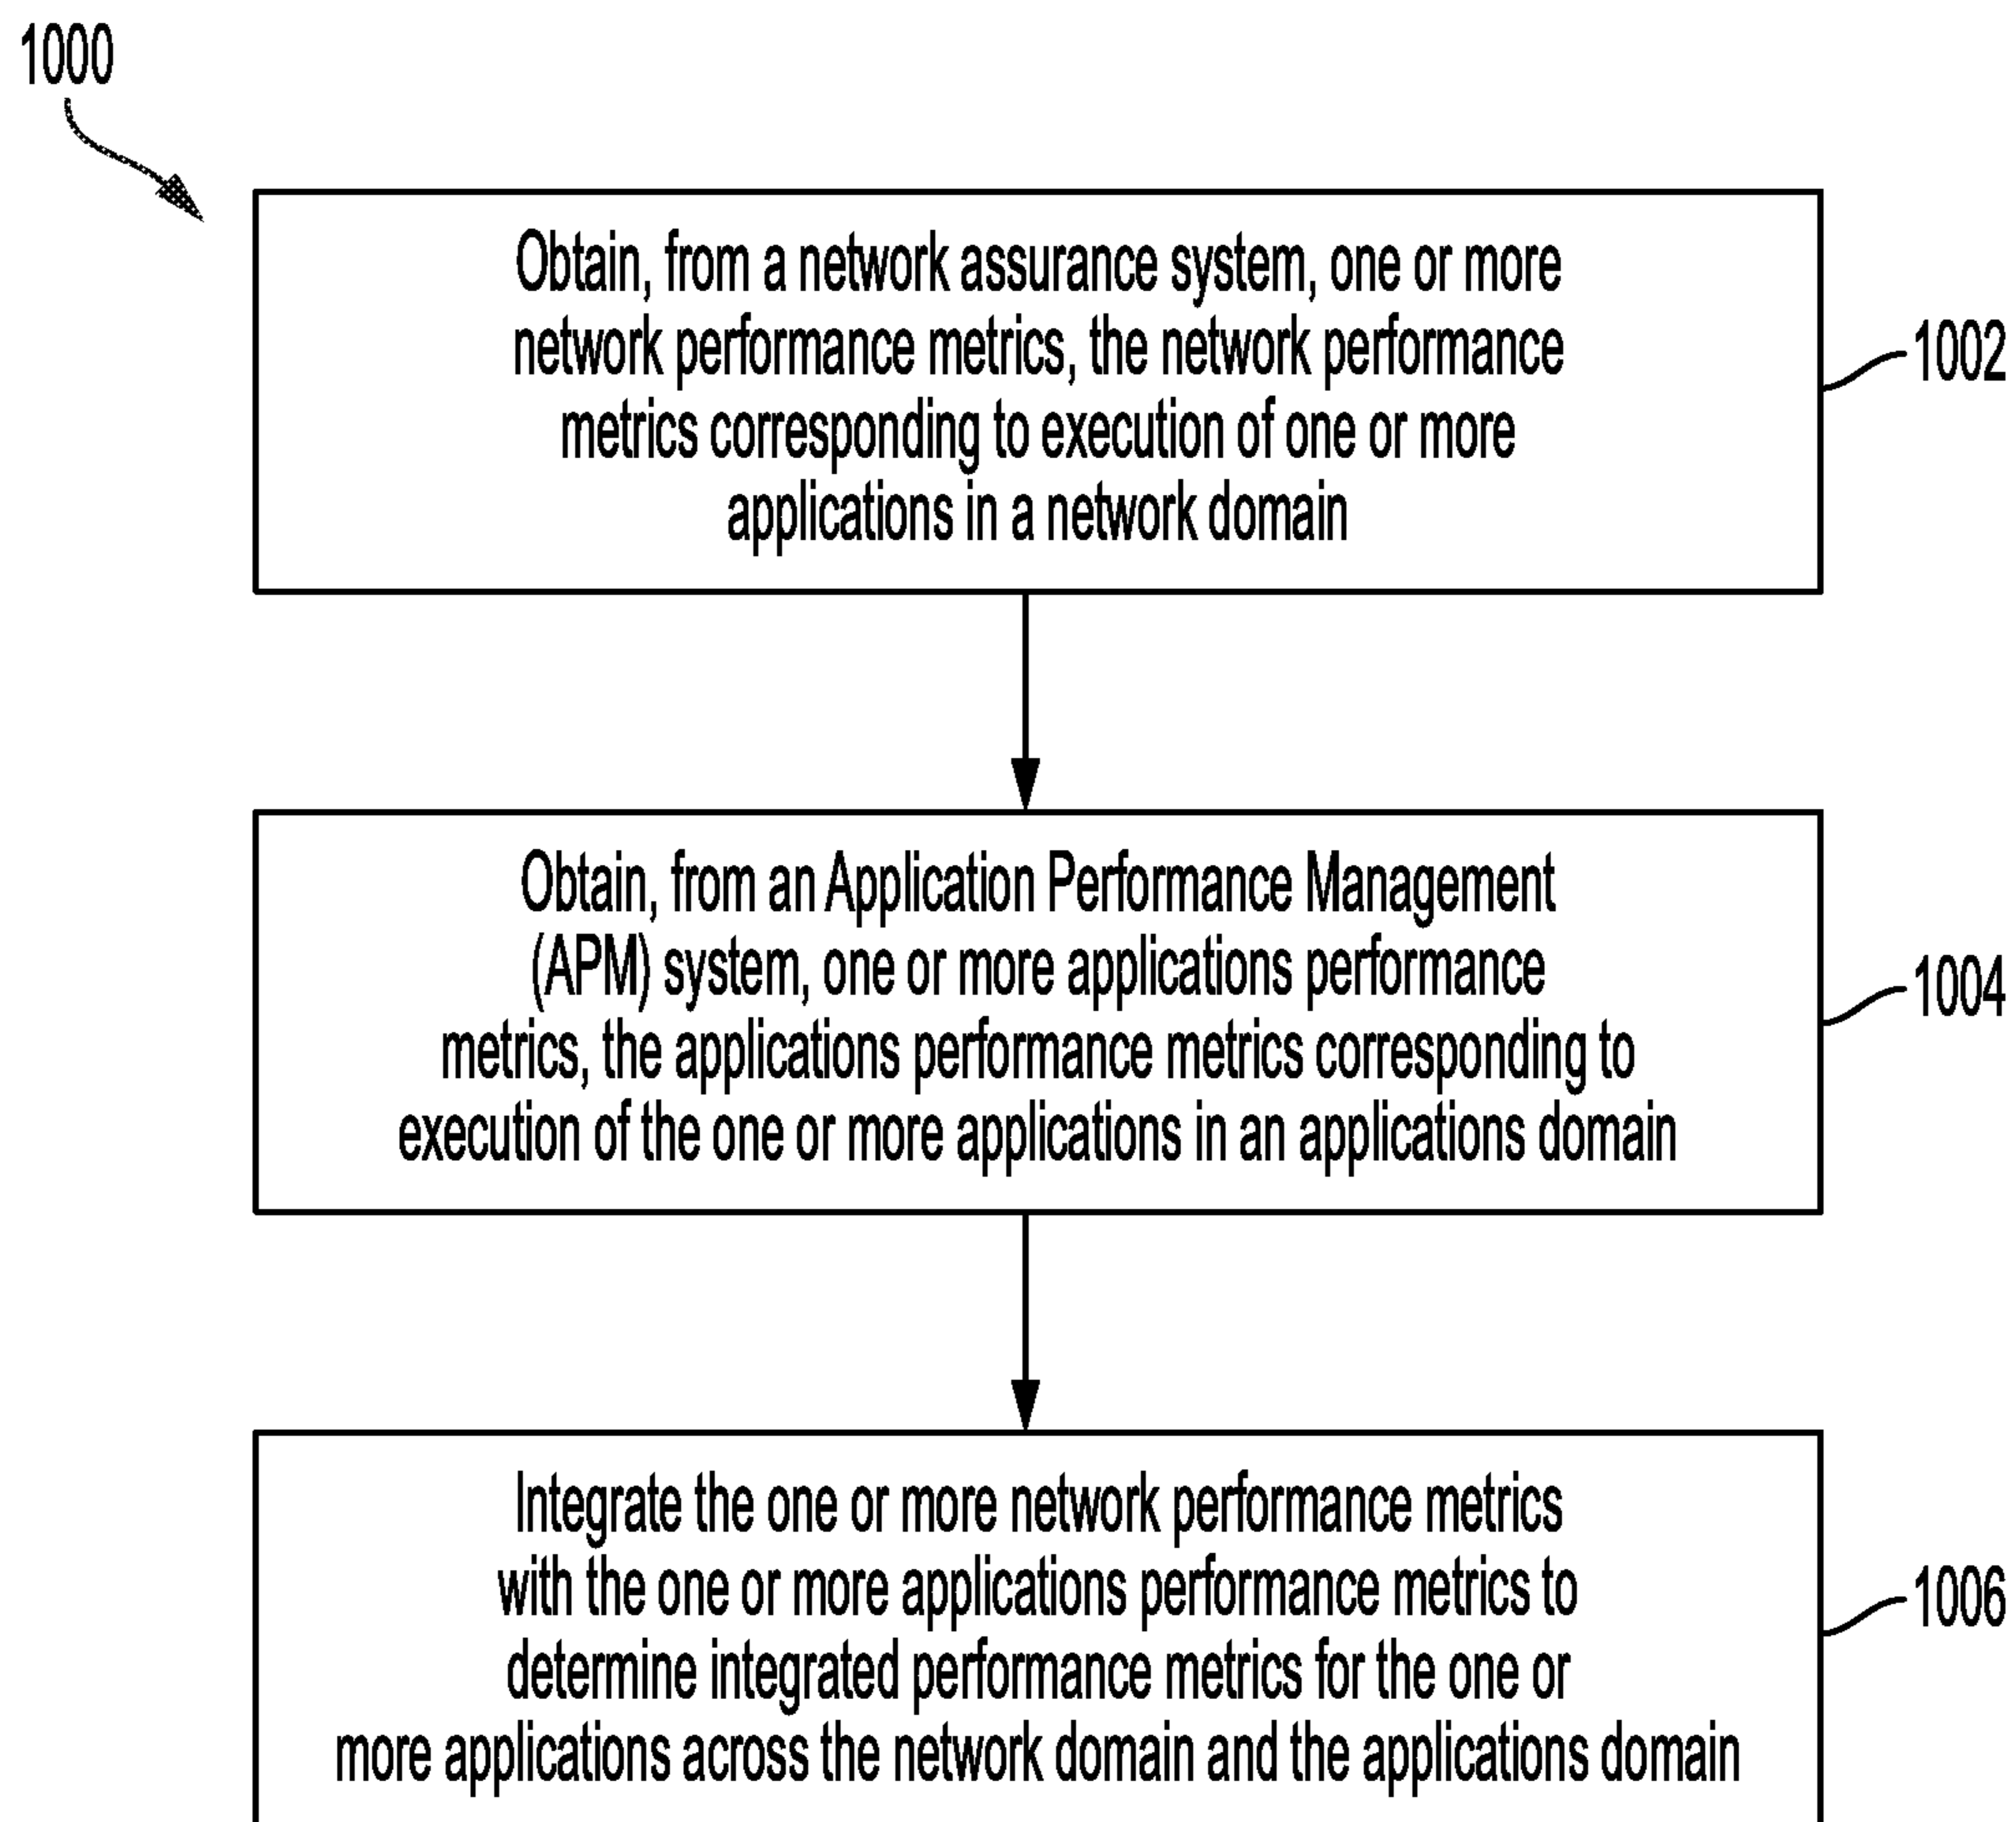 1000
Obtain, from a network assurance system, one or more
network performance metrics, the network performance
metrics corresponding to execution of one or more
applications in a network domain
1002
Obtain, from an Application Performance Management
(APM) system, one or more applications performance
metrics, the applications performance metrics corresponding to
execution of the one or more applications in an applications domain
1004
Integrate the one or more network performance metrics
with the one or more applications performance metrics to
determine integrated performance metrics for the one or
more applications across the network domain and the applications domain
1006